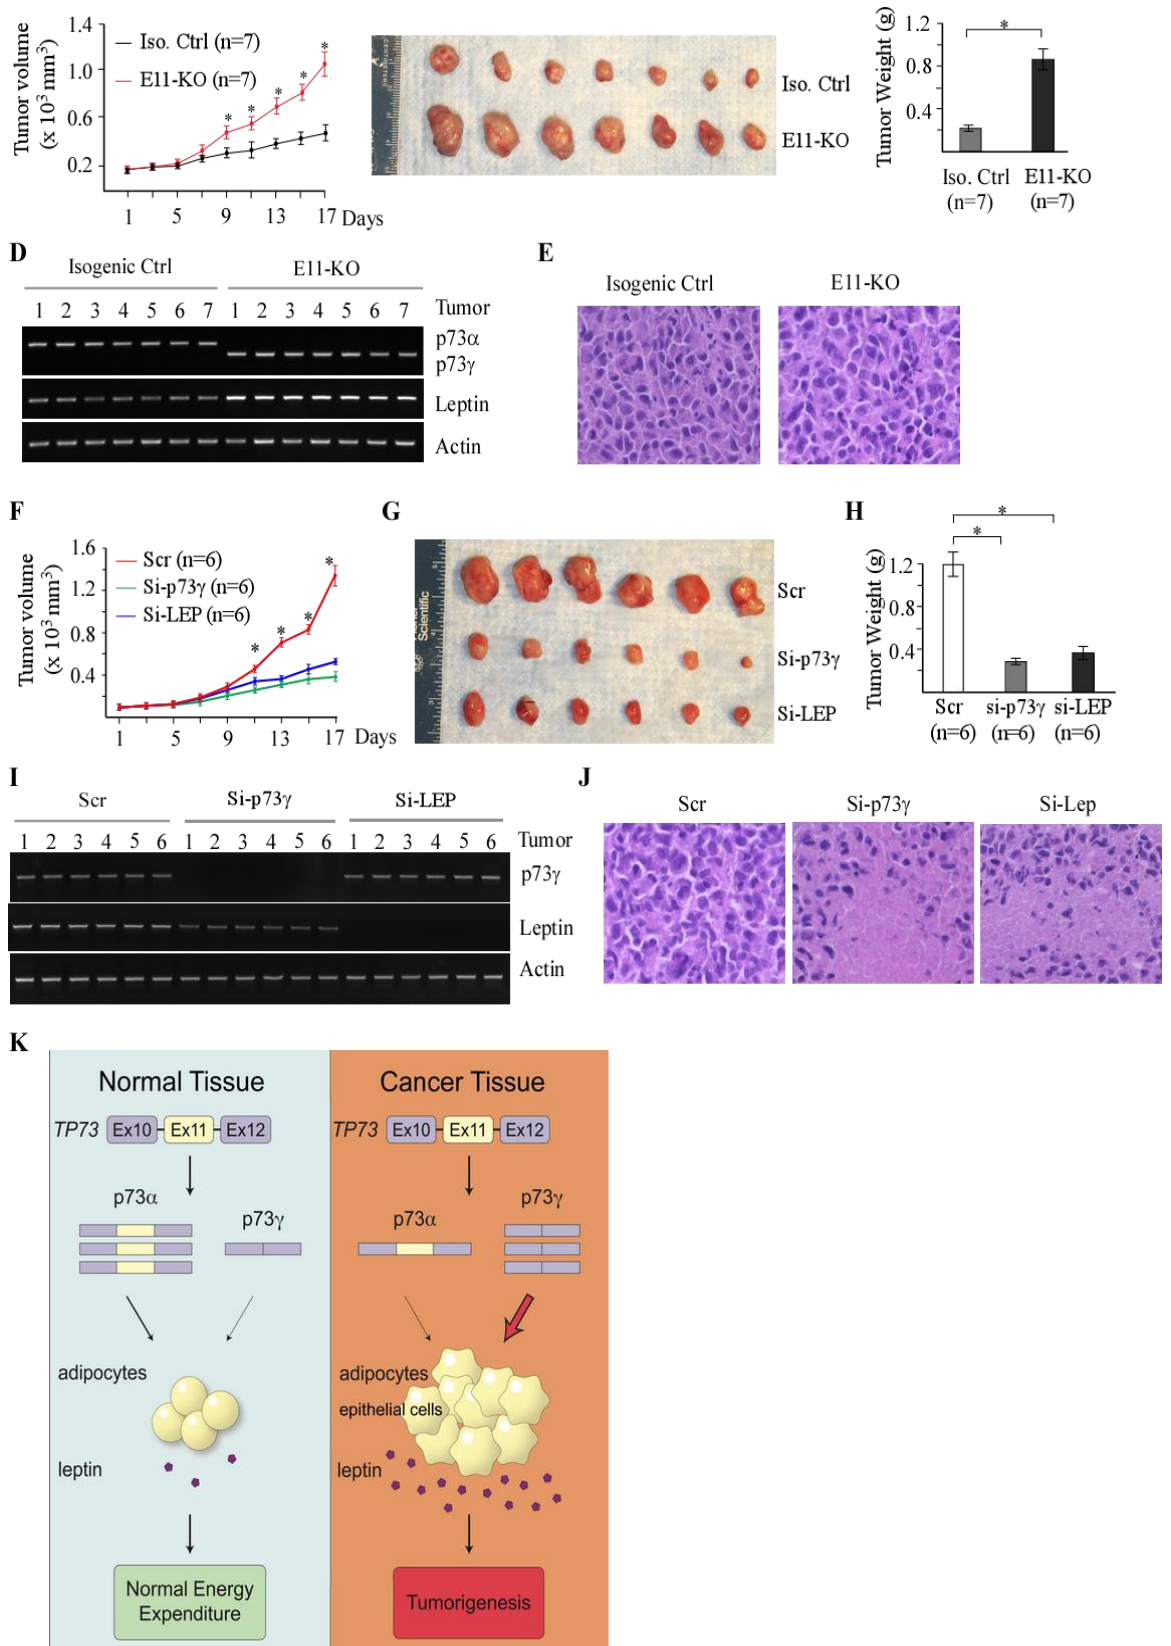 Tumor volume
(x 10³ mm³)
1.4
1.0
0.6
0.2
Iso. Ctrl (n=7)
E11-KO (n=7)
* * * * *
1 5 9 13 17 Days
Iso. Ctrl
E11-KO
Tumor Weight (g)
1.2
0.8
0.4
*
Iso. Ctrl
(n=7)
E11-KO
(n=7)
D
Isogenic Ctrl E11-KO
1 2 3 4 5 6 7 1 2 3 4 5 6 7 Tumor
p73α
p73γ
Leptin
Actin
E
Isogenic Ctrl E11-KO
F
Tumor volume
(x 10³ mm³)
1.6
1.2
0.8
0.4
Scr (n=6)
Si-p73γ (n=6)
Si-LEP (n=6)
* * * *
1 5 9 13 17 Days
G
Scientific
Scr
Si-p73γ
Si-LEP
H
Tumor Weight (g)
1.2
0.8
0.4
*
*
Scr
(n=6)
si-p73γ
(n=6)
si-LEP
(n=6)
I
Scr Si-p73γ Si-LEP
1 2 3 4 5 6 1 2 3 4 5 6 1 2 3 4 5 6 Tumor
p73γ
Leptin
Actin
J
Scr Si-p73γ Si-Lep
K
Normal Tissue
TP73 Ex10 Ex11 Ex12
p73α
p73γ
adipocytes
leptin
Normal Energy
Expenditure
Cancer Tissue
TP73 Ex10 Ex11 Ex12
p73α
p73γ
adipocytes
epithelial cells
leptin
Tumorigenesis